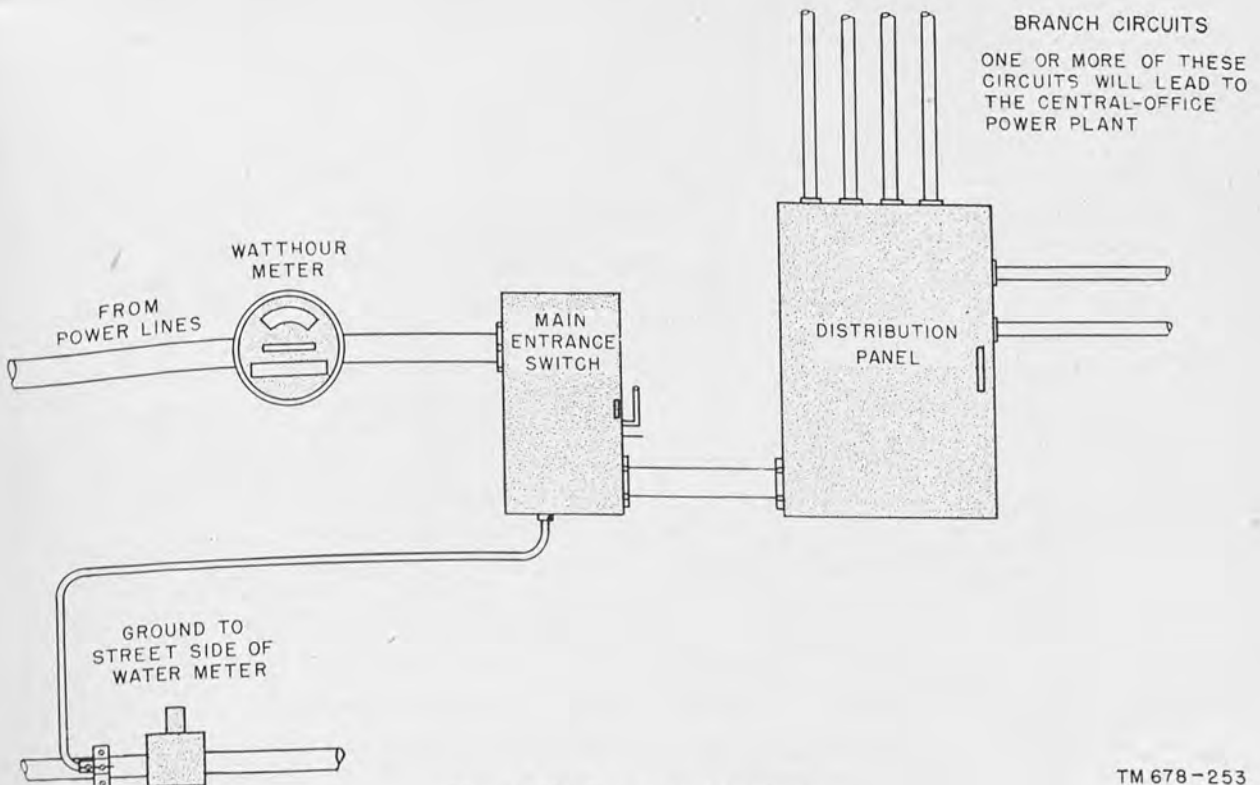 BRANCH CIRCUITS
ONE OR MORE OF THESE
CIRCUITS WILL LEAD TO
THE CENTRAL-OFFICE
POWER PLANT
WATTHOUR
METER
FROM
POWER LINES
MAIN
ENTRANCE
SWITCH
DISTRIBUTION
PANEL
GROUND TO
STREET SIDE OF
WATER METER
TM 678-253